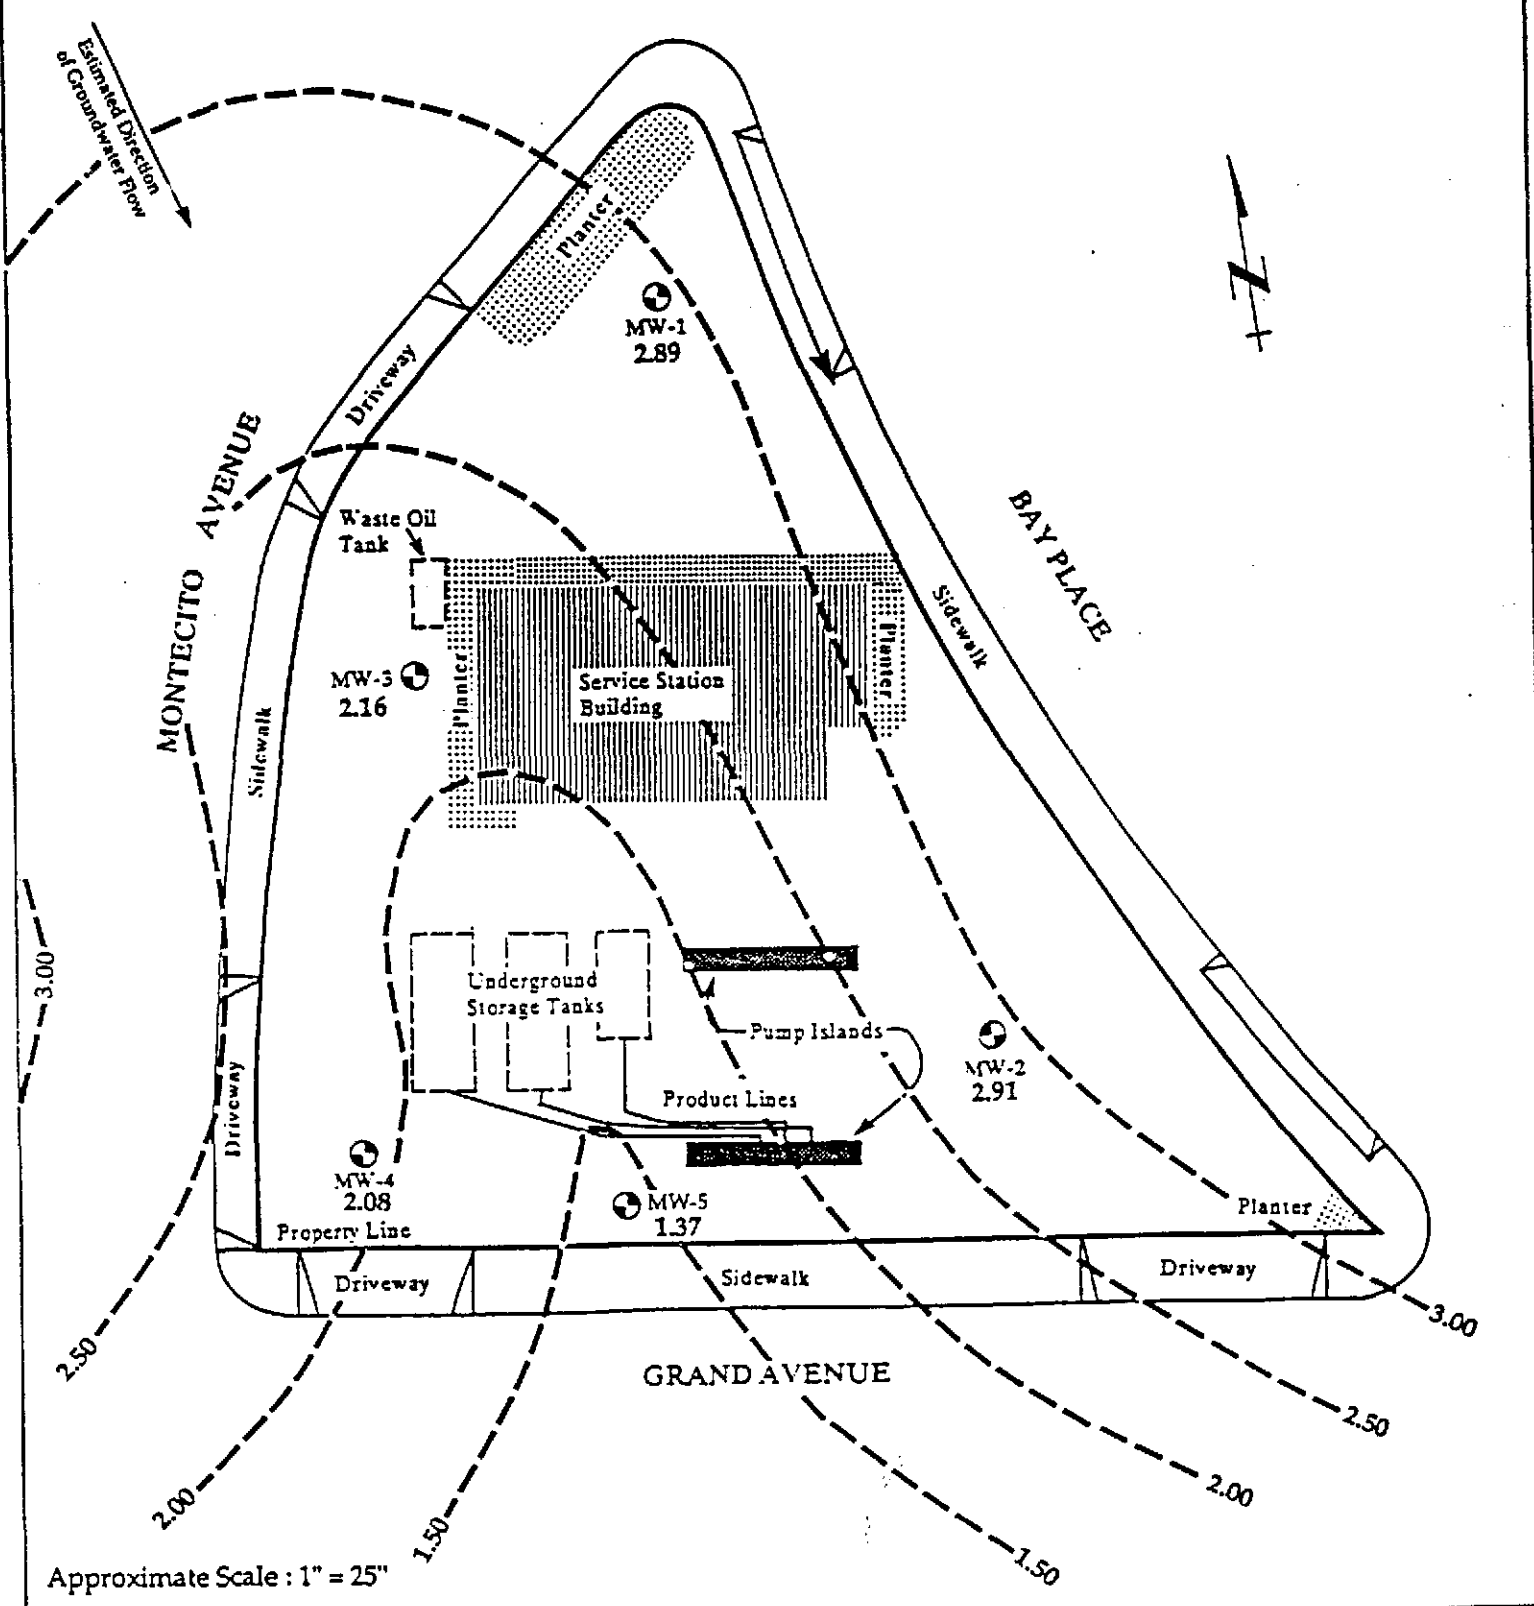 Estimated Direction
of Groundwater Flow
Planter
MW-1
2.89
Driveway
MONTECITO AVENUE
Waste Oil
Tank
BAY PLACE
Sidewalk
N
MW-3
2.16
Planter
Service Station
Building
Planter
Sidewalk
3.00
Underground
Storage Tanks
Pump Islands
MW-2
2.91
Product Lines
Driveway
MW-4
2.08
MW-5
1.37
Planter
Property Line
Driveway
Sidewalk
Driveway
3.00
2.50
GRAND AVENUE
2.50
2.00
2.00
1.50
1.50
Approximate Scale : 1" = 25"